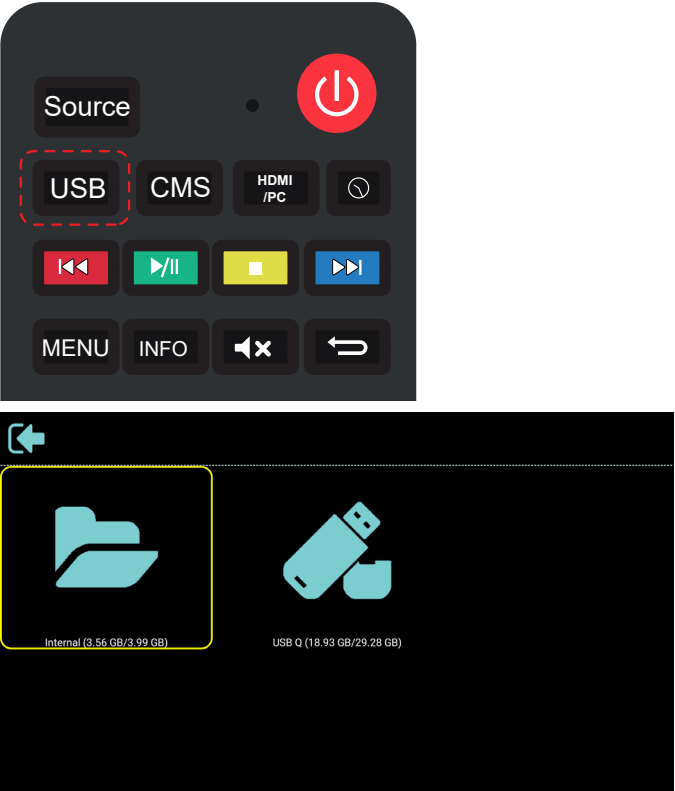 Source
USB
CMS
HDMI
/PC
MENU
INFO
Internal (3.56 GB/3.99 GB)
USB Q (18.93 GB/29.28 GB)